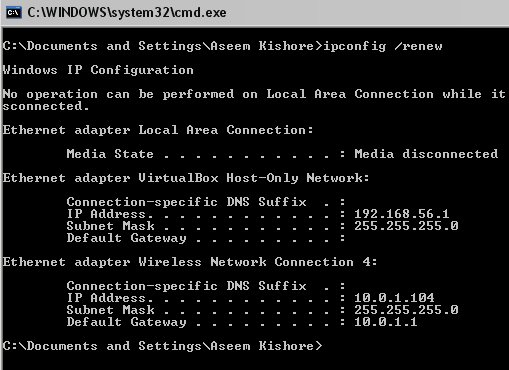 C:\WINDOWS\system32\cmd.exe
C:\Documents and Settings\Aseem Kishore>ipconfig /renew
Windows IP Configuration
No operation can be performed on Local Area Connection while it
sconnected.
Ethernet adapter Local Area Connection:
Media State . . . . . . . . . . . : Media disconnected
Ethernet adapter VirtualBox Host-Only Network:
Connection-specific DNS Suffix  . :
IP Address. . . . . . . . . . . . : 192.168.56.1
Subnet Mask . . . . . . . . . . . : 255.255.255.0
Default Gateway . . . . . . . . . :
Ethernet adapter Wireless Network Connection 4:
Connection-specific DNS Suffix  . :
IP Address. . . . . . . . . . . . : 10.0.1.104
Subnet Mask . . . . . . . . . . . : 255.255.255.0
Default Gateway . . . . . . . . . : 10.0.1.1
C:\Documents and Settings\Aseem Kishore>